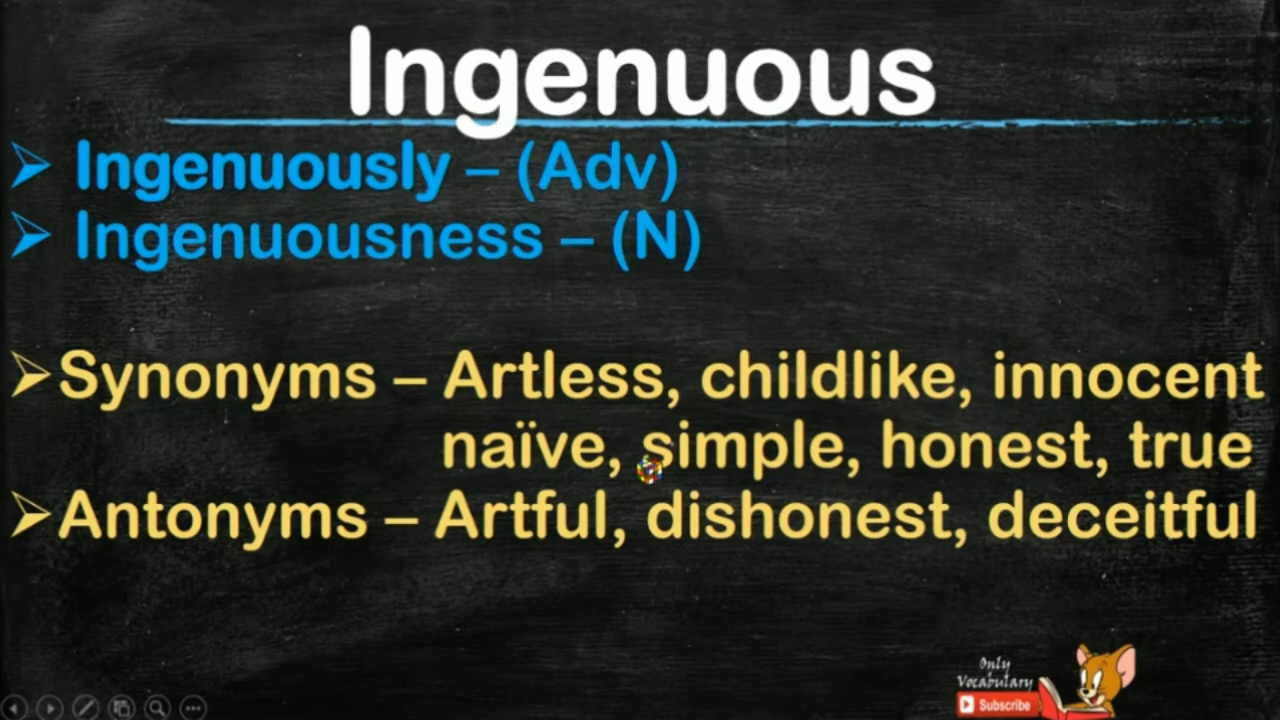 Ingenuous
➢ Ingenuously – (Adv)
➢ Ingenuousness – (N)
➢Synonyms – Artless, childlike, innocent
naïve, simple, honest, true
➢Antonyms – Artful, dishonest, deceitful
Only
Vocabulary
Subscribe